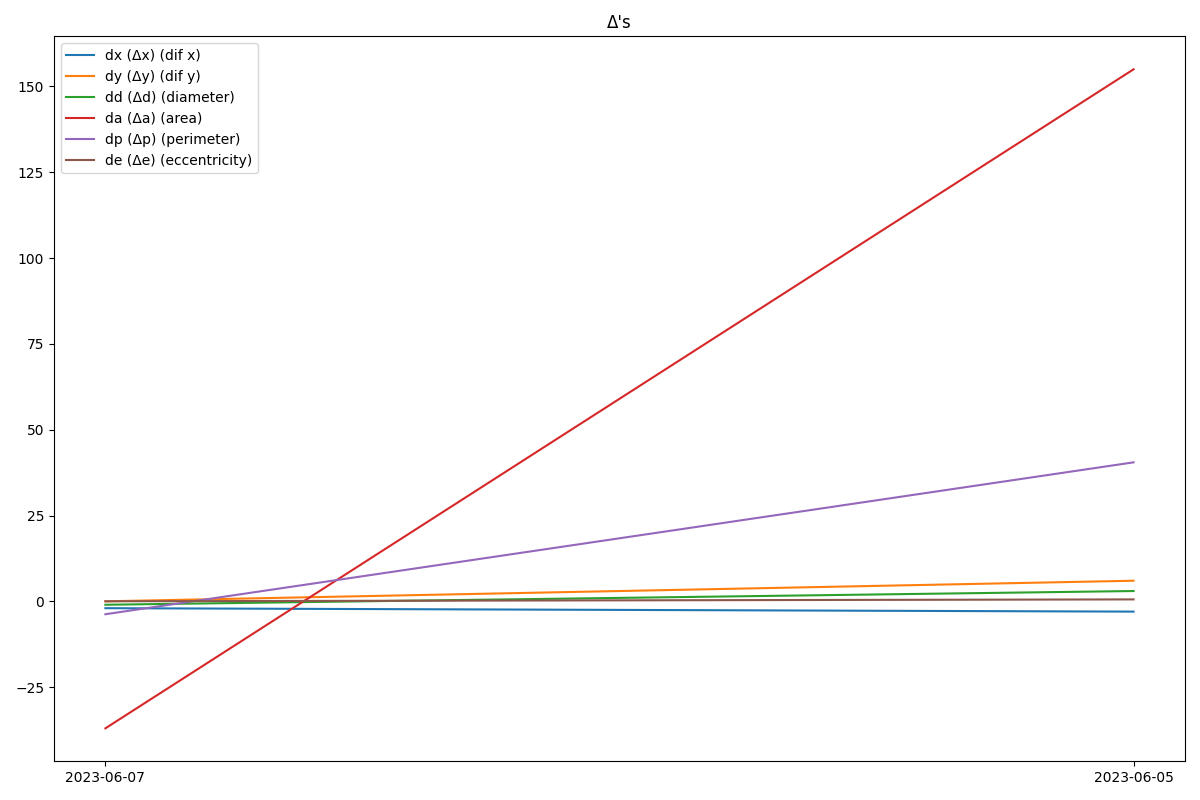 Δ's
dx (Δx) (dif x)
dy (Δy) (dif y)
dd (Δd) (diameter)
da (Δa) (area)
dp (Δp) (perimeter)
de (Δe) (eccentricity)
150
125
100
75
50
25
0
−25
2023-06-07 2023-06-05